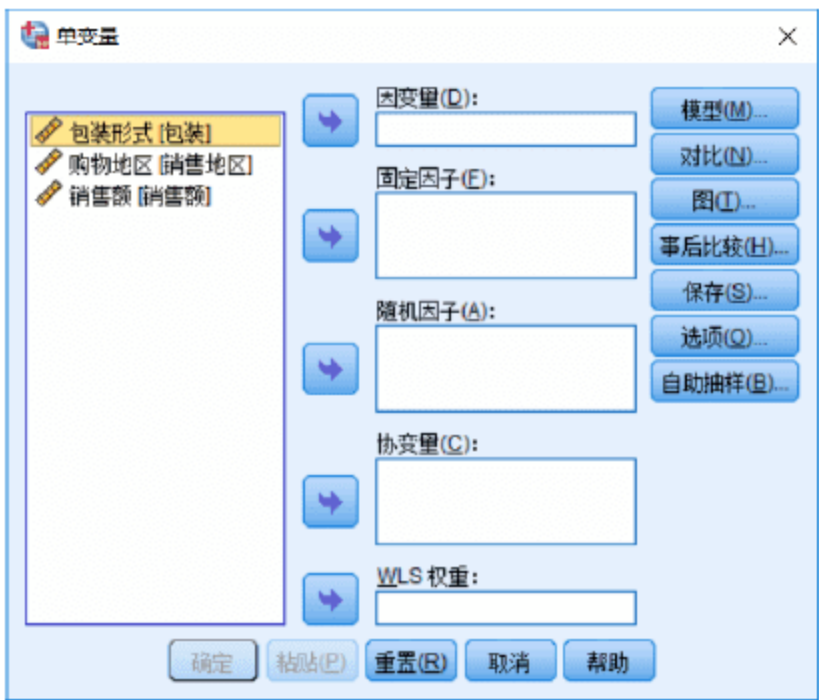 单变量
包装形式 [包装]
购物地区 [销售地区]
销售额 [销售额]
因变量(D):
固定因子(F):
随机因子(A):
协变量(C):
WLS 权重:
模型(M)...
对比(N)...
图(T)...
事后比较(H)...
保存(S)...
选项(O)...
自助抽样(B)...
确定
粘贴(P)
重置(R)
取消
帮助